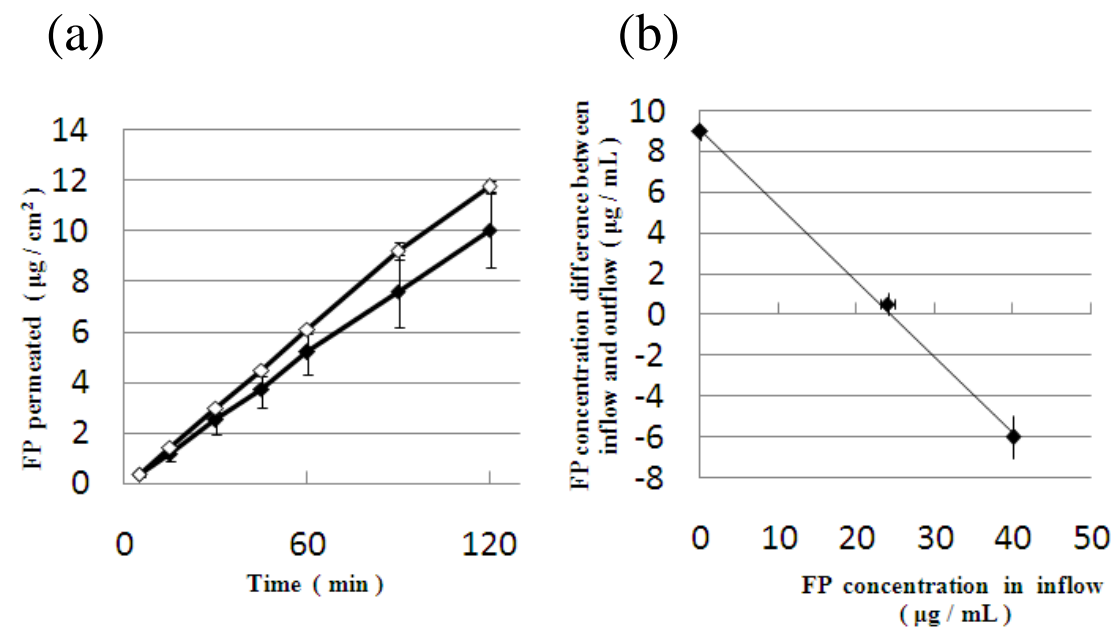 (a)
(b)
FP permeated ( μg / cm²)
14
12
10
8
6
4
2
0
0 60 120
Time ( min )
FP concentration difference between
inflow and outflow ( μg / mL)
10
8
6
4
2
0
-2
-4
-6
-8
0 10 20 30 40 50
FP concentration in inflow
( μg / mL)